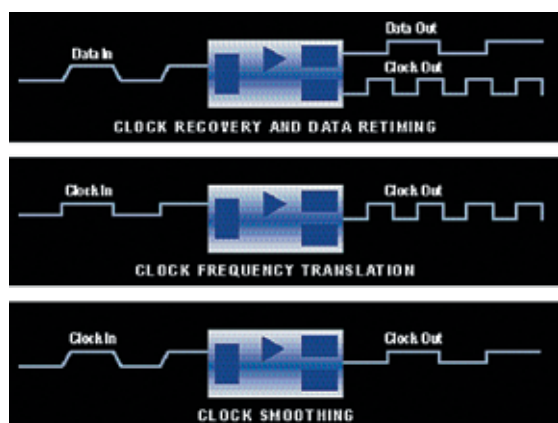 Data Out
Data In
Clock Out
CLOCK RECOVERY AND DATA RETIMING
Clock In
Clock Out
CLOCK FREQUENCY TRANSLATION
Clock In
Clock Out
CLOCK SMOOTHING